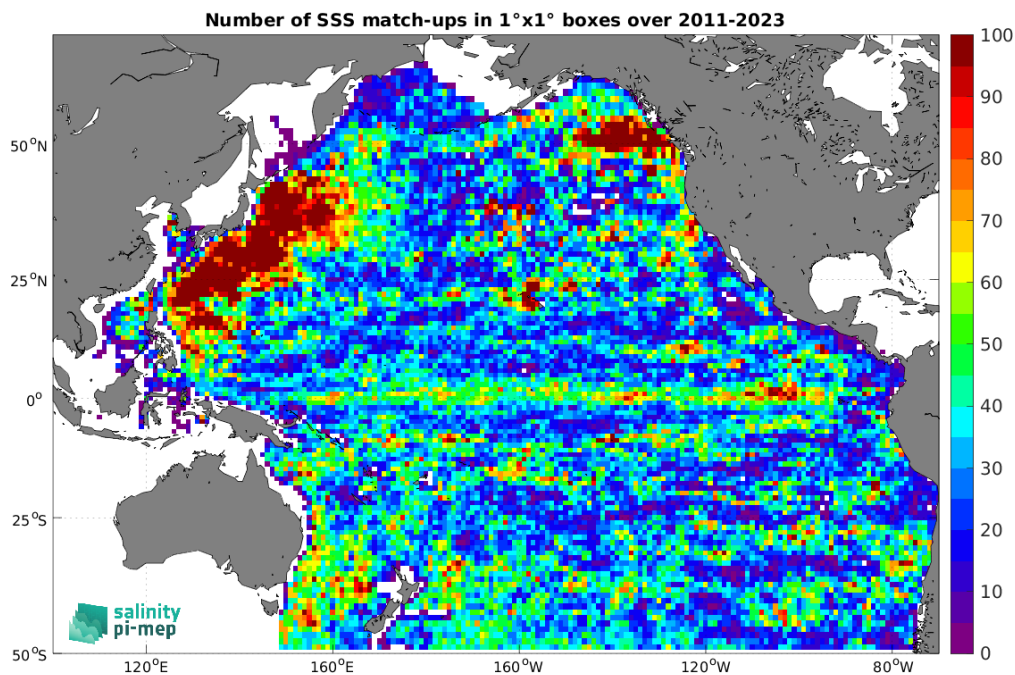 Number of SSS match-ups in 1°x1° boxes over 2011-2023
100
90
80
70
60
50
40
30
20
10
0
50°N
25°N
0°
25°S
50°S
120°E
160°E
160°W
120°W
80°W
salinity
pi-mep